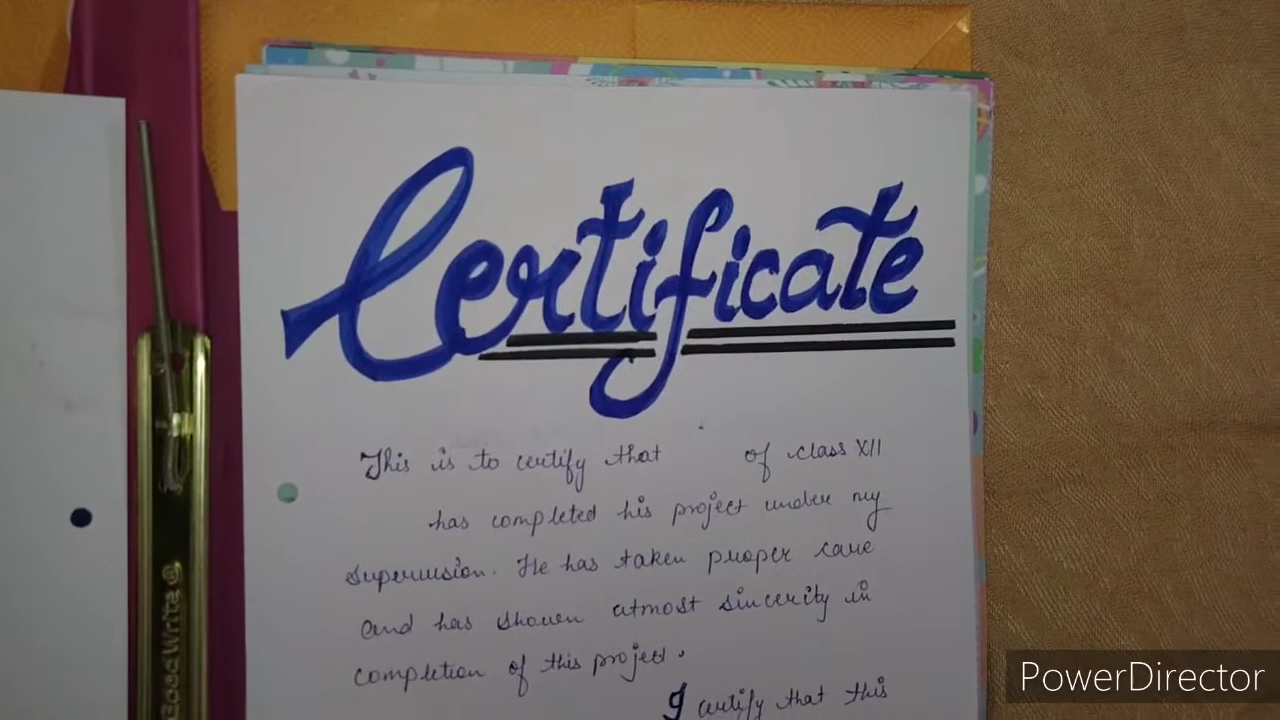 Certificate
This is to certify that of class XII
has completed his project under my
supervision. He has taken proper care
and has shown atmost sincerity in
completion of this project.
I certify that this
GoodWrite®
PowerDirector